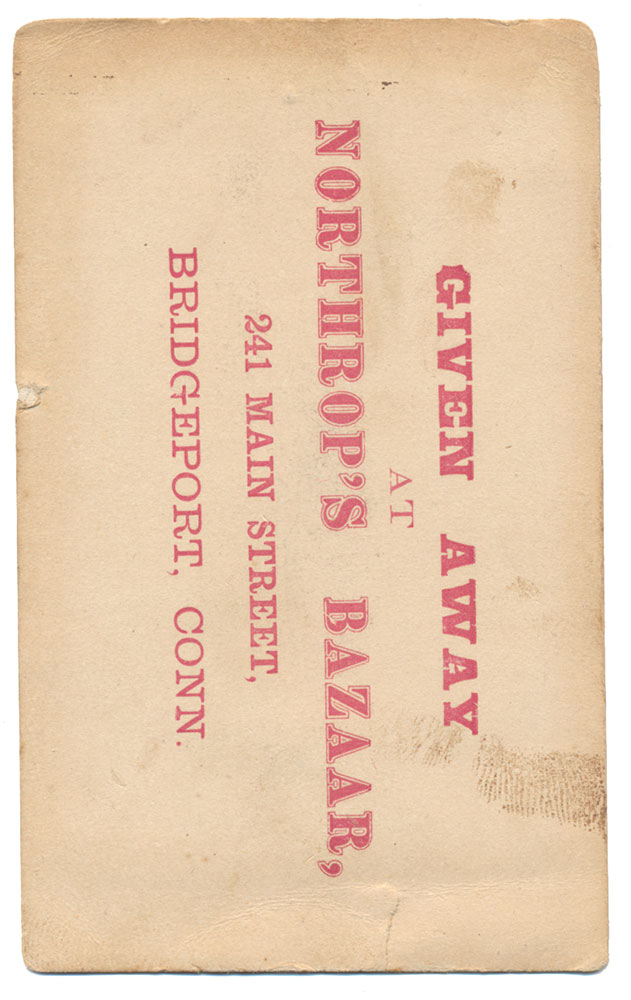 GIVEN AWAY
AT
NORTHROP'S BAZAAR,
241 MAIN STREET,
BRIDGEPORT, CONN.